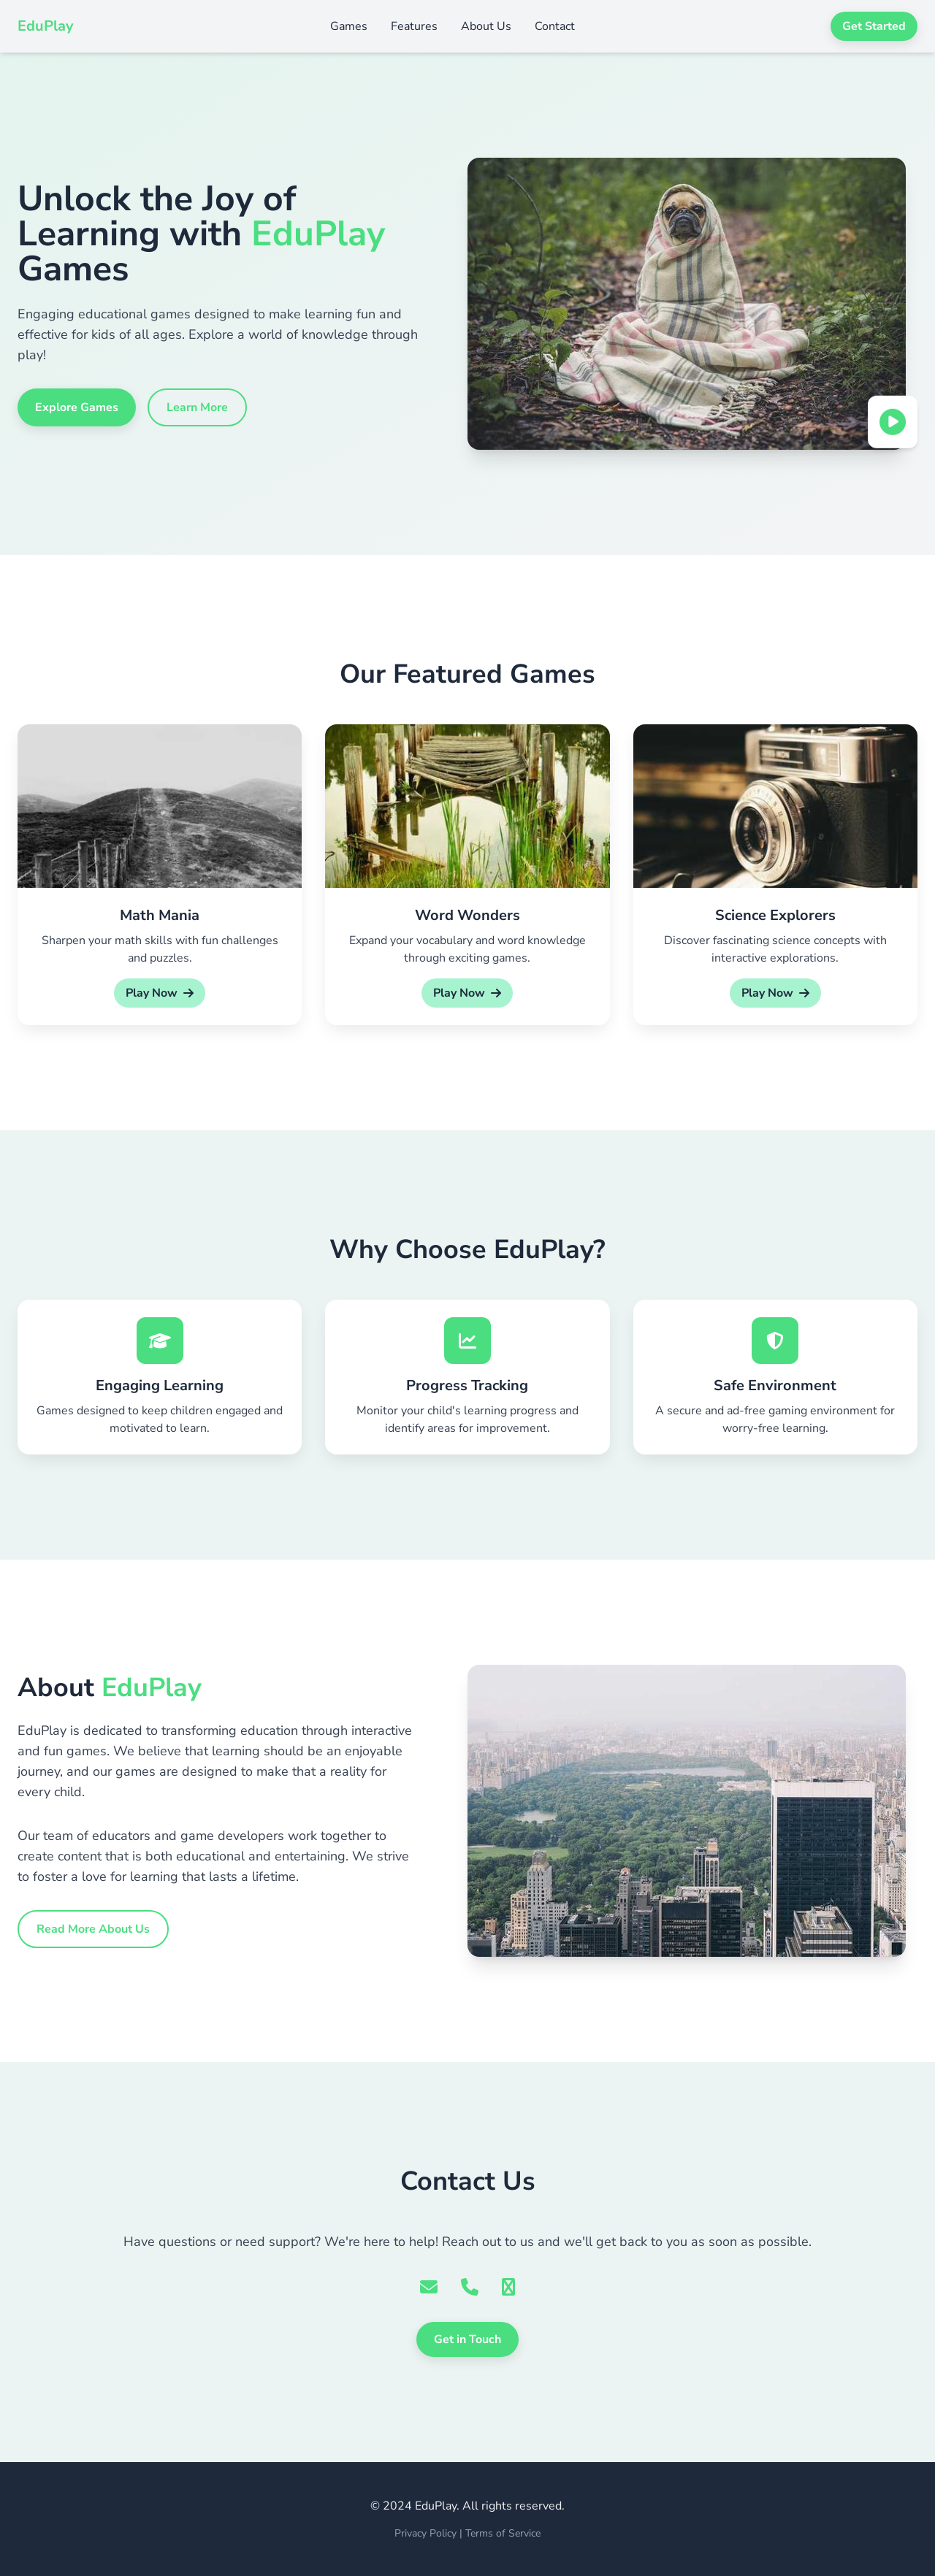 EduPlay
Games
Features
About Us
Contact
Get Started
Unlock the Joy of
Learning with EduPlay
Games
Engaging educational games designed to make learning fun and
effective for kids of all ages. Explore a world of knowledge through
play!
Explore Games
Learn More
Our Featured Games
Math Mania
Sharpen your math skills with fun challenges
and puzzles.
Play Now
Word Wonders
Expand your vocabulary and word knowledge
through exciting games.
Play Now
Science Explorers
Discover fascinating science concepts with
interactive explorations.
Play Now
Why Choose EduPlay?
Engaging Learning
Games designed to keep children engaged and
motivated to learn.
Progress Tracking
Monitor your child's learning progress and
identify areas for improvement.
Safe Environment
A secure and ad-free gaming environment for
worry-free learning.
About EduPlay
EduPlay is dedicated to transforming education through interactive
and fun games. We believe that learning should be an enjoyable
journey, and our games are designed to make that a reality for
every child.
Our team of educators and game developers work together to
create content that is both educational and entertaining. We strive
to foster a love for learning that lasts a lifetime.
Read More About Us
Contact Us
Have questions or need support? We're here to help! Reach out to us and we'll get back to you as soon as possible.
Get in Touch
© 2024 EduPlay. All rights reserved.
Privacy Policy | Terms of Service